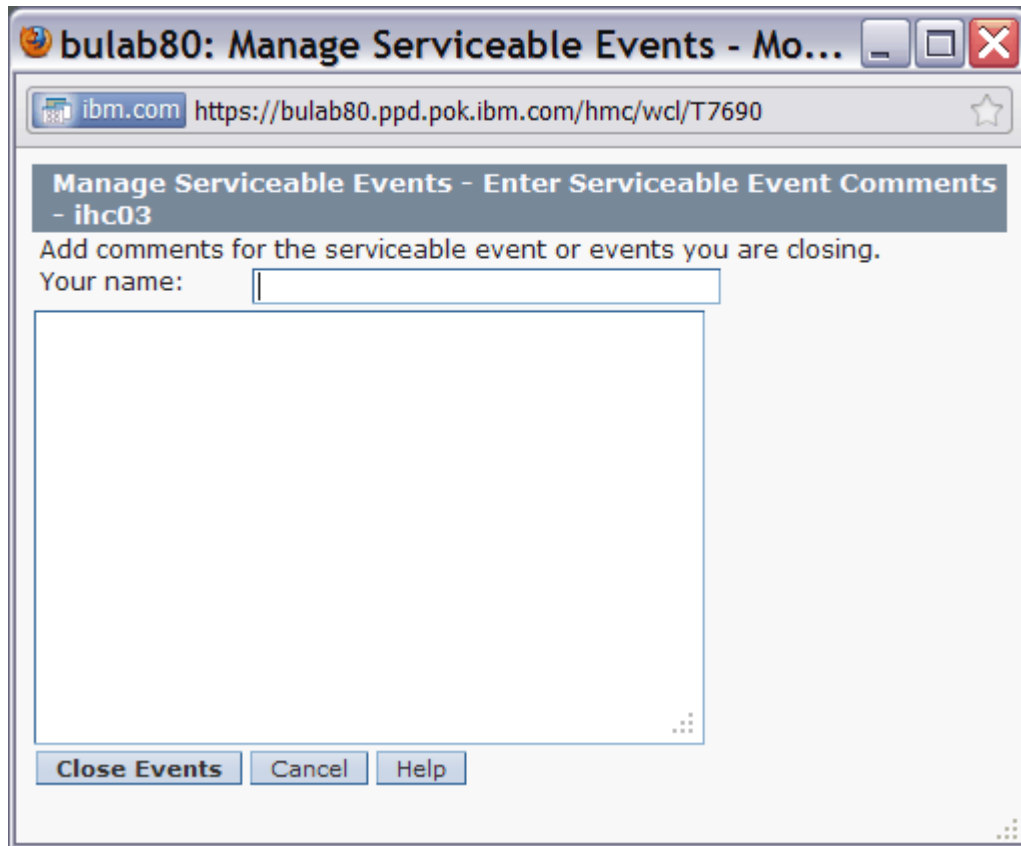 bulab80: Manage Serviceable Events - Mo...
ibm.com https://bulab80.ppd.pok.ibm.com/hmc/wcl/T7690
Manage Serviceable Events - Enter Serviceable Event Comments
- ihc03
Add comments for the serviceable event or events you are closing.
Your name:
Close Events Cancel Help